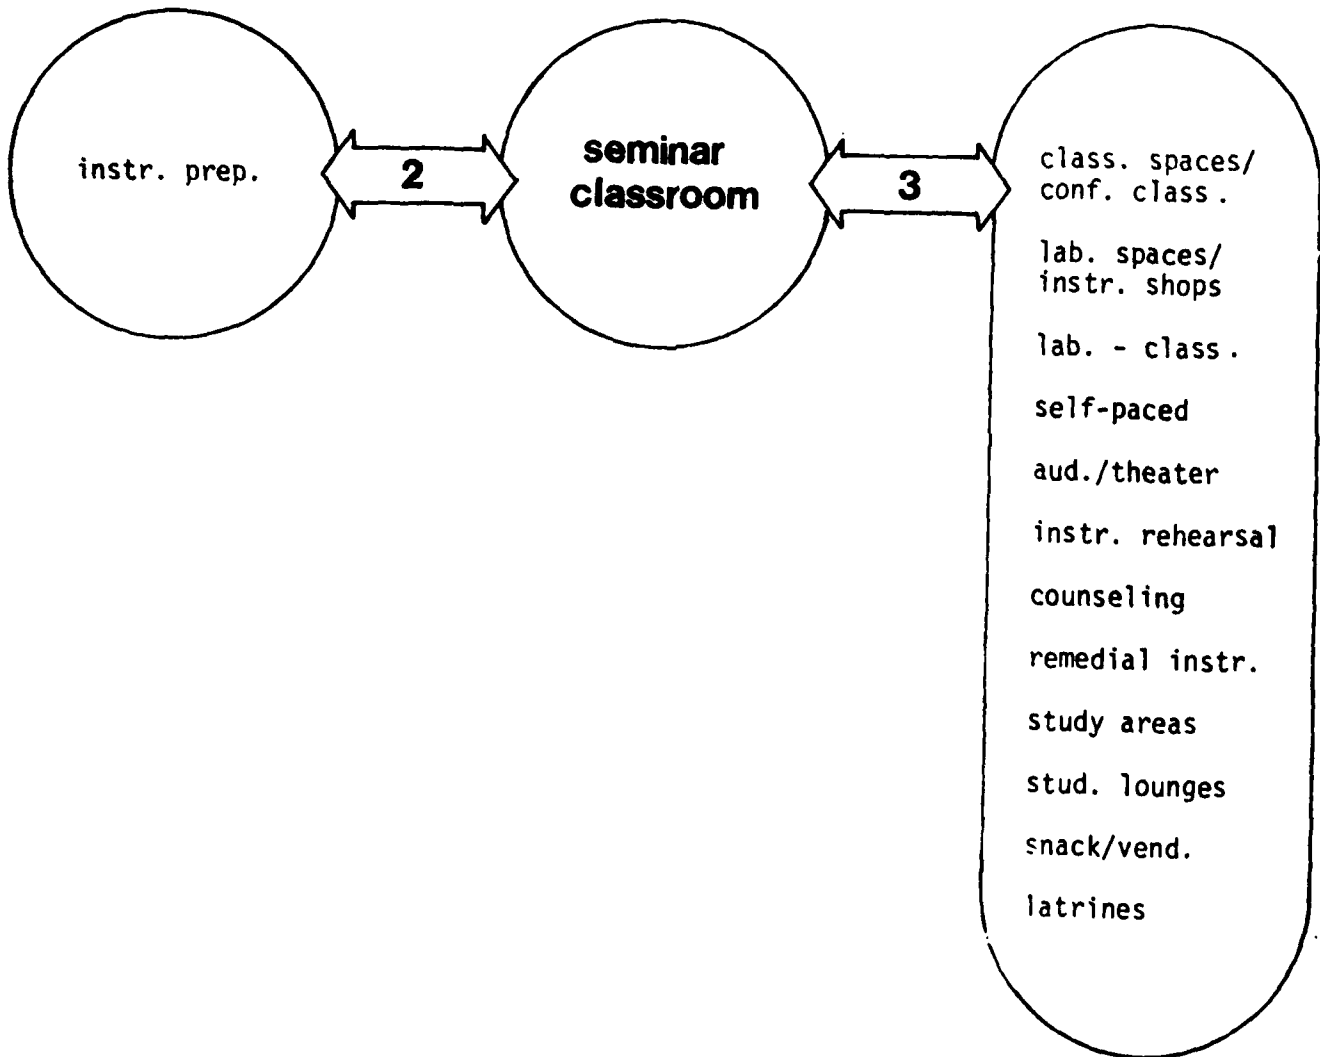 instr. prep.
2
seminar
classroom
3
class. spaces/
conf. class.
lab. spaces/
instr. shops
lab. - class.
self-paced
aud./theater
instr. rehearsal
counseling
remedial instr.
study areas
stud. lounges
snack/vend.
latrines